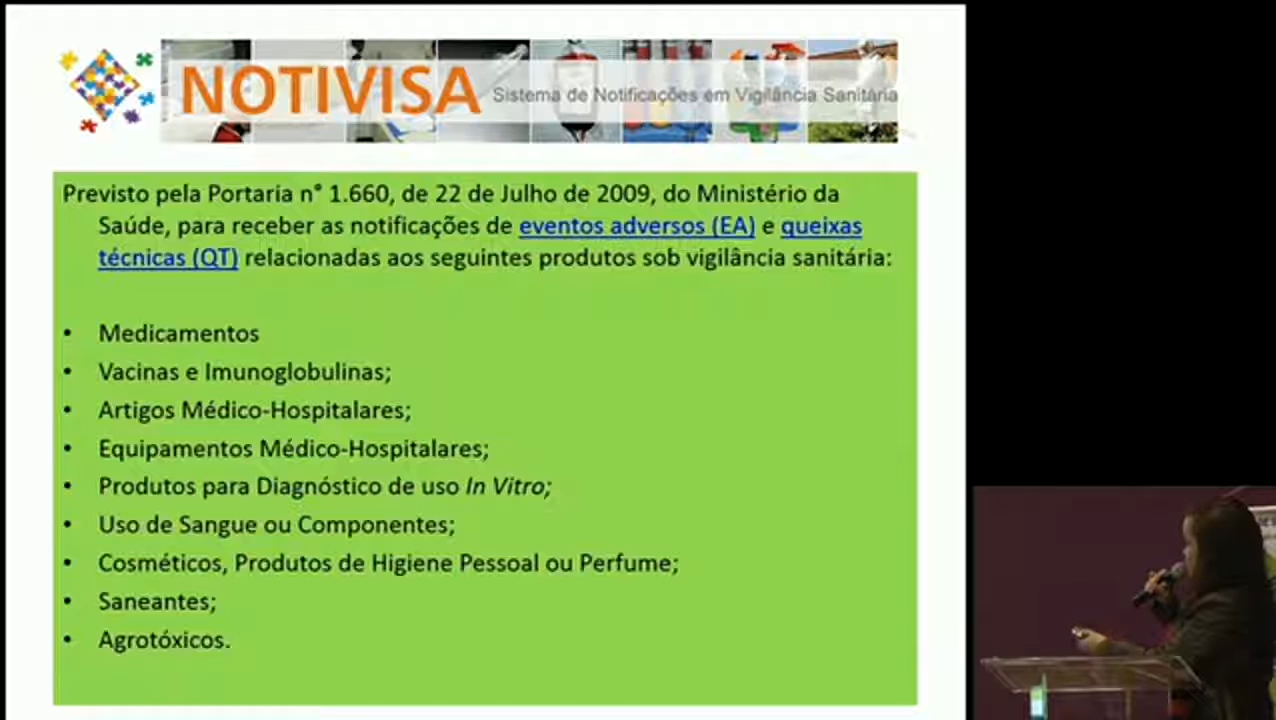 NOTIVISA
Sistema de Notificações em Vigilância Sanitária
Previsto pela Portaria n° 1.660, de 22 de Julho de 2009, do Ministério da
Saúde, para receber as notificações de eventos adversos (EA) e queixas
técnicas (QT) relacionadas aos seguintes produtos sob vigilância sanitária:
• Medicamentos
• Vacinas e Imunoglobulinas;
• Artigos Médico-Hospitalares;
• Equipamentos Médico-Hospitalares;
• Produtos para Diagnóstico de uso In Vitro;
• Uso de Sangue ou Componentes;
• Cosméticos, Produtos de Higiene Pessoal ou Perfume;
• Saneantes;
• Agrotóxicos.